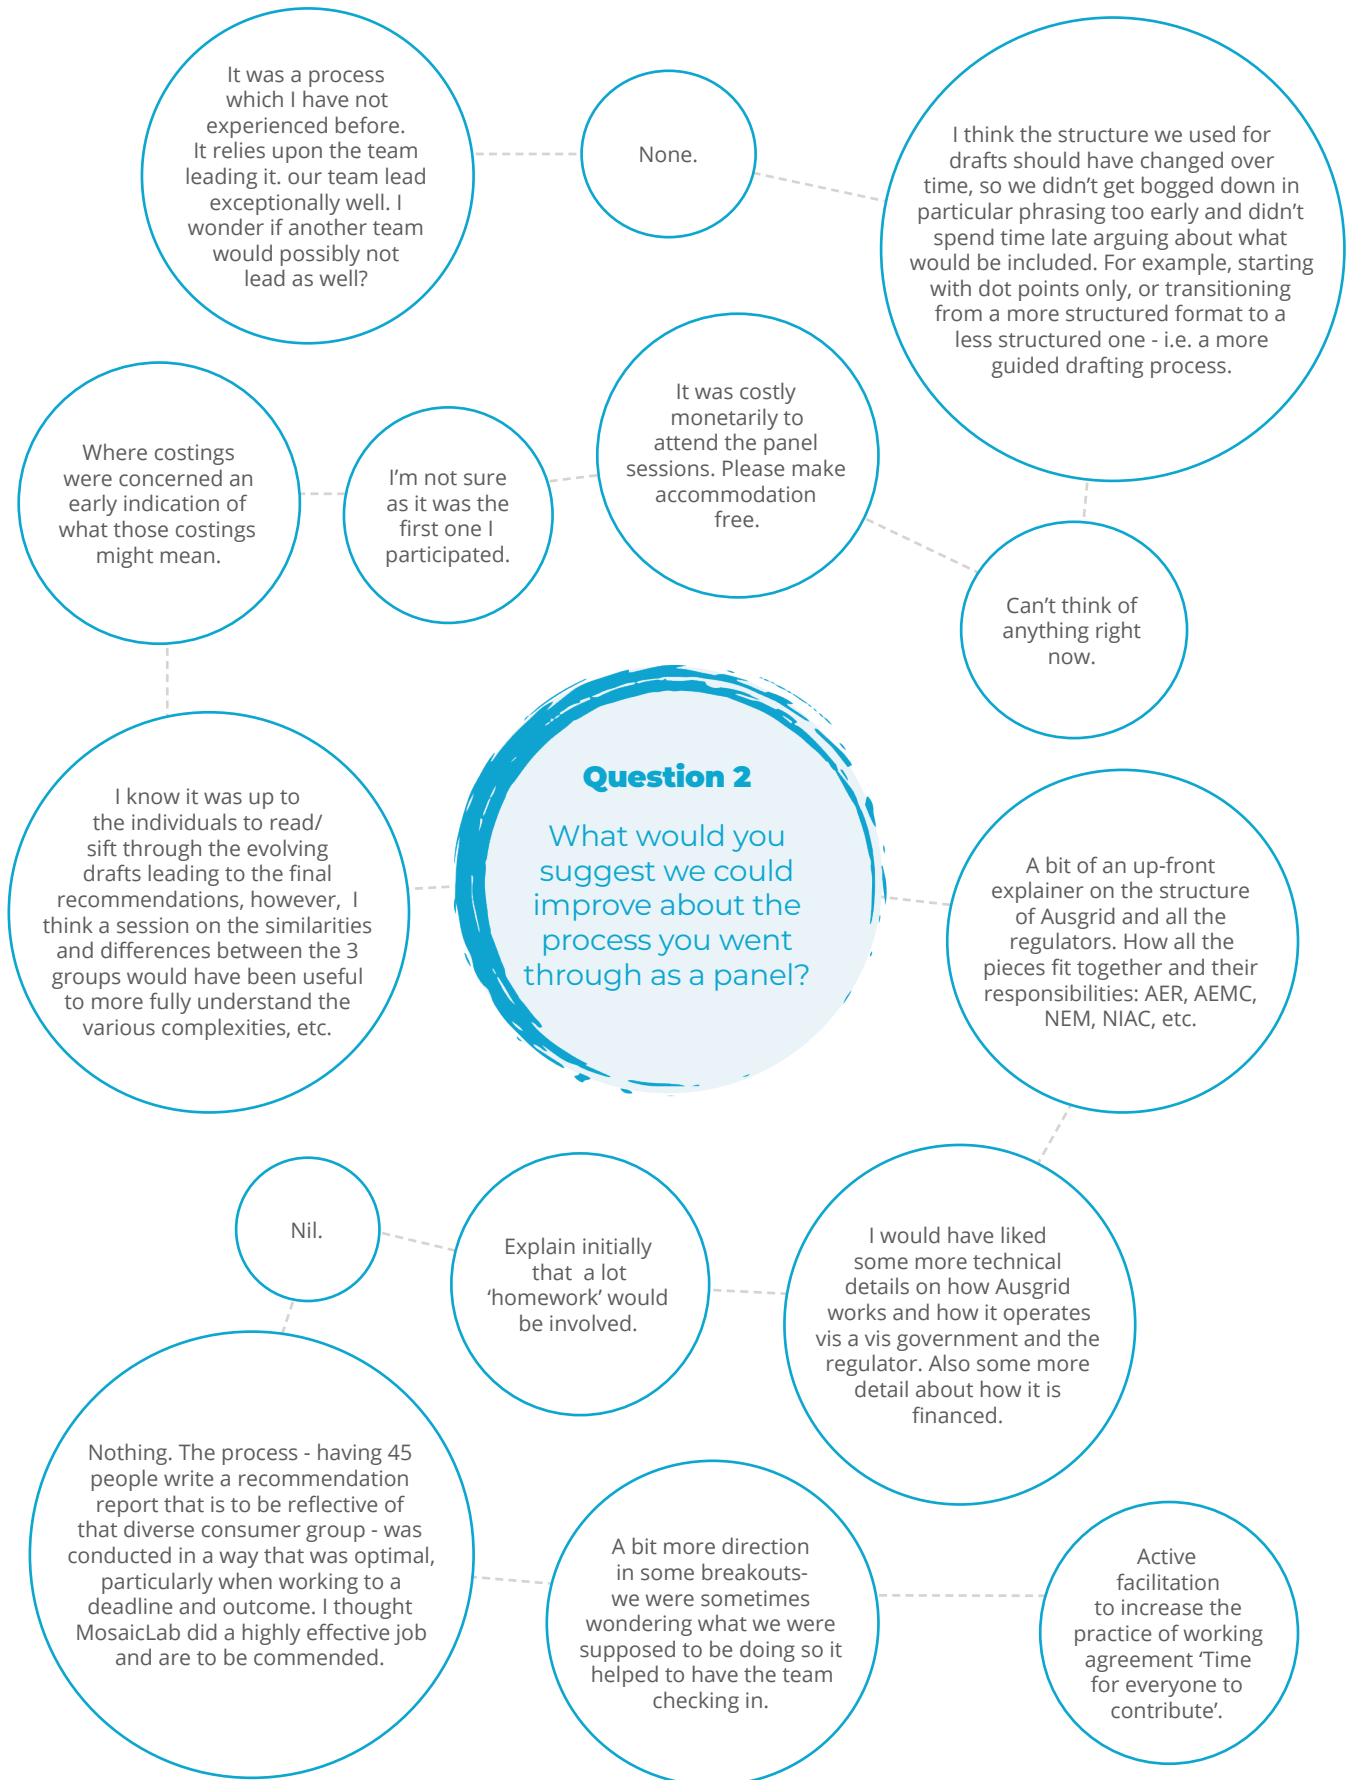 It was a process
which I have not
experienced before.
It relies upon the team
leading it. our team lead
exceptionally well. I
wonder if another team
would possibly not
lead as well?
None.
I think the structure we used for
drafts should have changed over
time, so we didn’t get bogged down in
particular phrasing too early and didn’t
spend time late arguing about what
would be included. For example, starting
with dot points only, or transitioning
from a more structured format to a
less structured one - i.e. a more
guided drafting process.
Where costings
were concerned an
early indication of
what those costings
might mean.
I’m not sure
as it was the
first one I
participated.
It was costly
monetarily to
attend the panel
sessions. Please make
accommodation
free.
Can’t think of
anything right
now.
I know it was up to
the individuals to read/
sift through the evolving
drafts leading to the final
recommendations, however, I
think a session on the similarities
and differences between the 3
groups would have been useful
to more fully understand the
various complexities, etc.
Question 2
What would you
suggest we could
improve about the
process you went
through as a panel?
A bit of an up-front
explainer on the structure
of Ausgrid and all the
regulators. How all the
pieces fit together and their
responsibilities: AER, AEMC,
NEM, NIAC, etc.
Nil.
Explain initially
that a lot
‘homework’ would
be involved.
I would have liked
some more technical
details on how Ausgrid
works and how it operates
vis a vis government and the
regulator. Also some more
detail about how it is
financed.
Nothing. The process - having 45
people write a recommendation
report that is to be reflective of
that diverse consumer group - was
conducted in a way that was optimal,
particularly when working to a
deadline and outcome. I thought
MosaicLab did a highly effective job
and are to be commended.
A bit more direction
in some breakouts-
we were sometimes
wondering what we were
supposed to be doing so it
helped to have the team
checking in.
Active
facilitation
to increase the
practice of working
agreement ‘Time
for everyone to
contribute’.